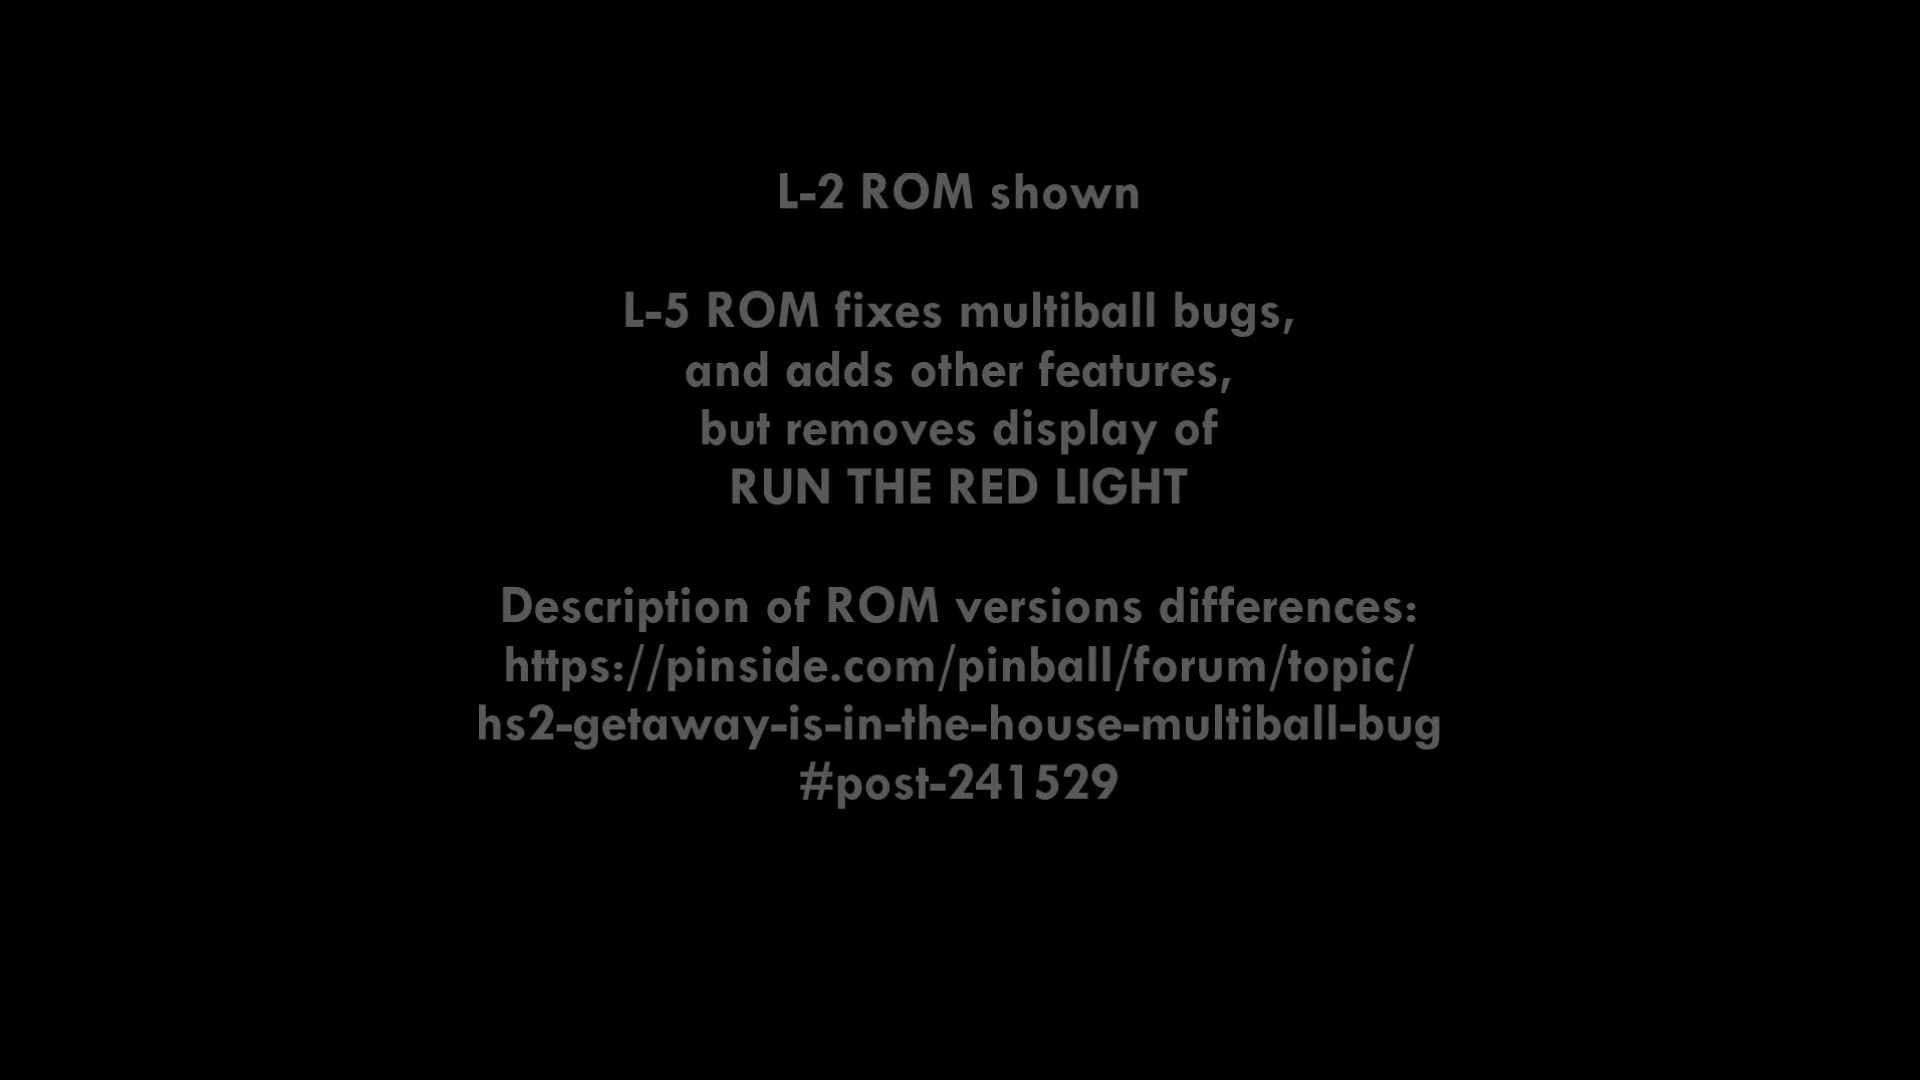 L-2 ROM shown
L-5 ROM fixes multiball bugs,
and adds other features,
but removes display of
RUN THE RED LIGHT
Description of ROM versions differences:
https://pinside.com/pinball/forum/topic/
hs2-getaway-is-in-the-house-multiball-bug
#post-241529